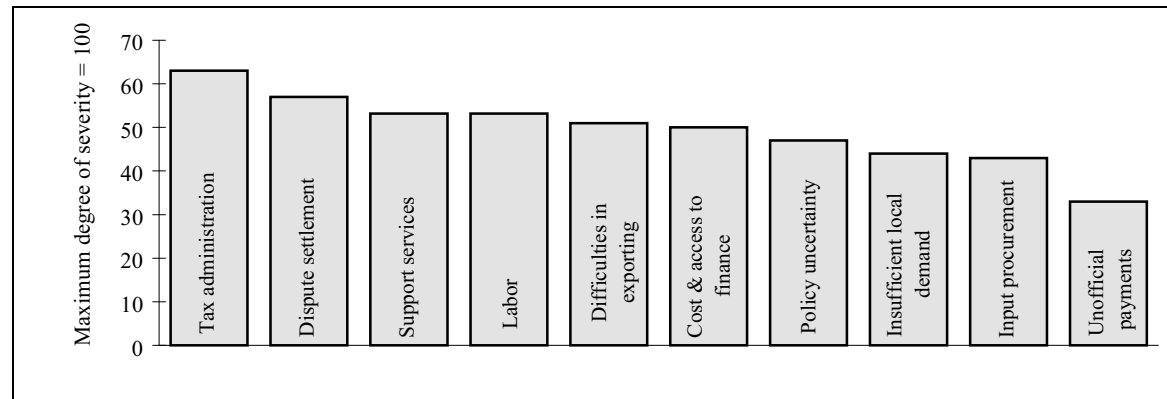 Maximum degree of severity = 100
70
60
50
40
30
20
10
0
Tax administration
Dispute settlement
Support services
Labor
Difficulties in
exporting
Cost & access to
finance
Policy uncertainty
Insufficient local
demand
Input procurement
Unofficial
payments